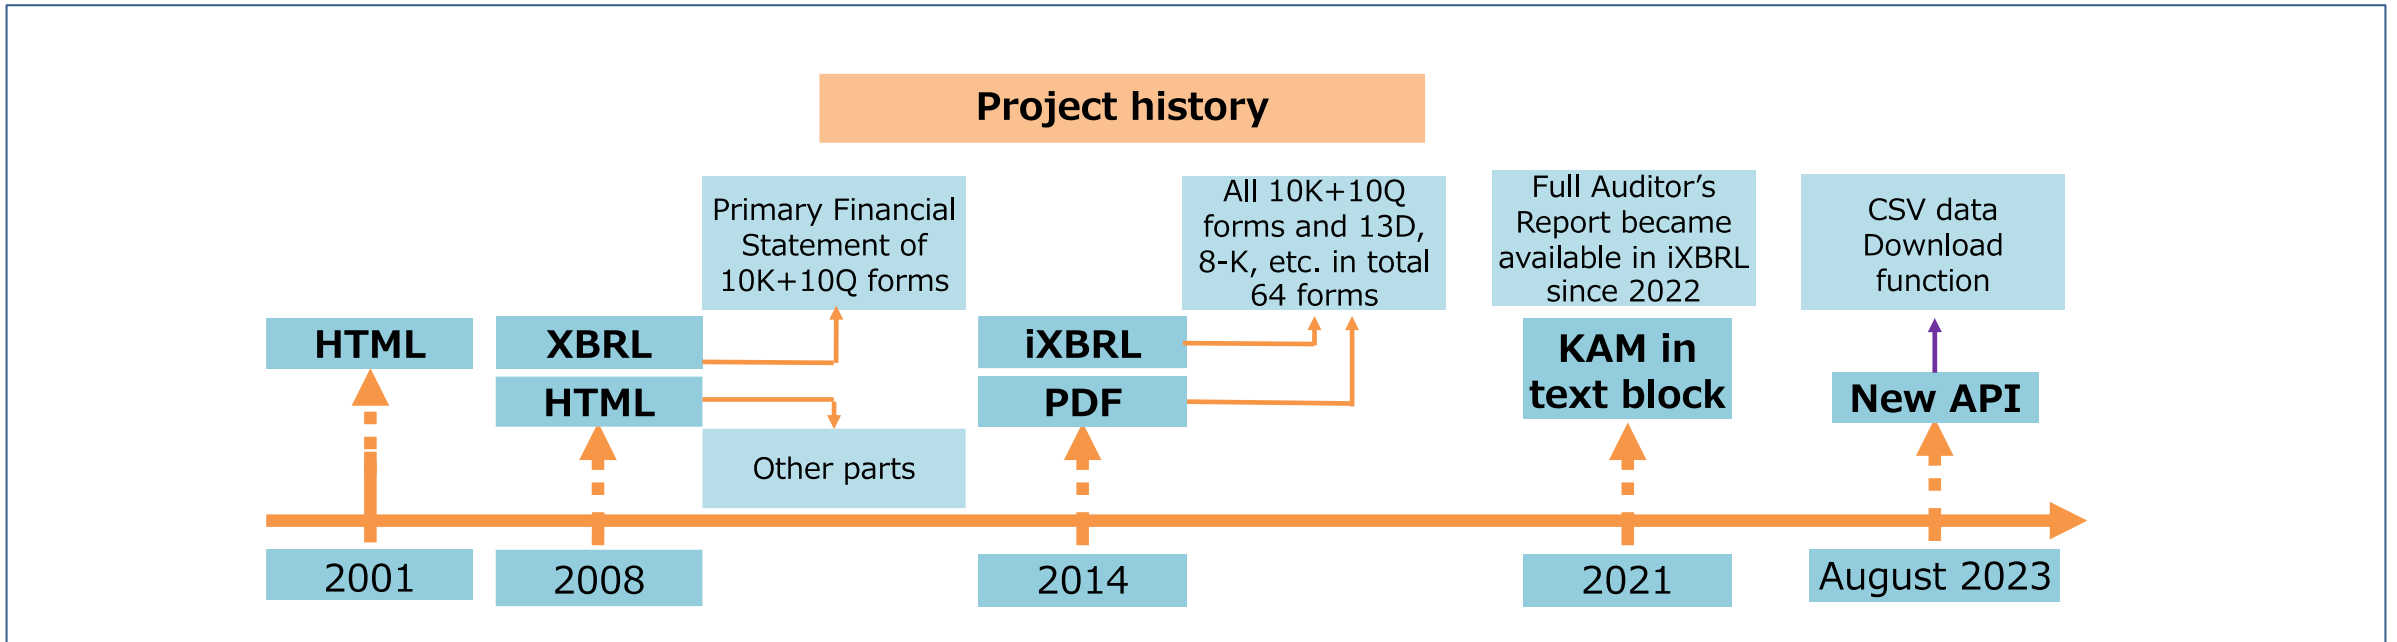 Project history
HTML
XBRL
HTML
Primary Financial
Statement of
10K+10Q forms
Other parts
iXBRL
PDF
All 10K+10Q
forms and 13D,
8-K, etc. in total
64 forms
Full Auditor’s
Report became
available in iXBRL
since 2022
KAM in
text block
CSV data
Download
function
New API
2001
2008
2014
2021
August 2023